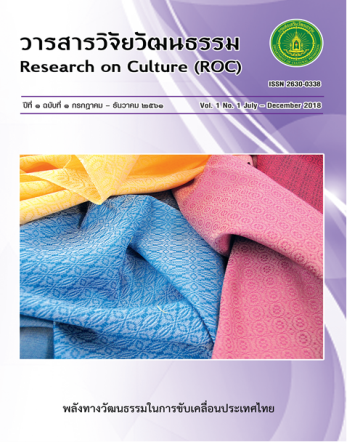 วารสารวิจัยวัฒนธรรม
Research on Culture (ROC)
ISSN 2630-0338
ปีที่ ๑ ฉบับที่ ๑ กรกฎาคม - ธันวาคม ๒๕๖๑
Vol. 1 No. 1 July - December 2018
พลังทางวัฒนธรรมในการขับเคลื่อนประเทศไทย